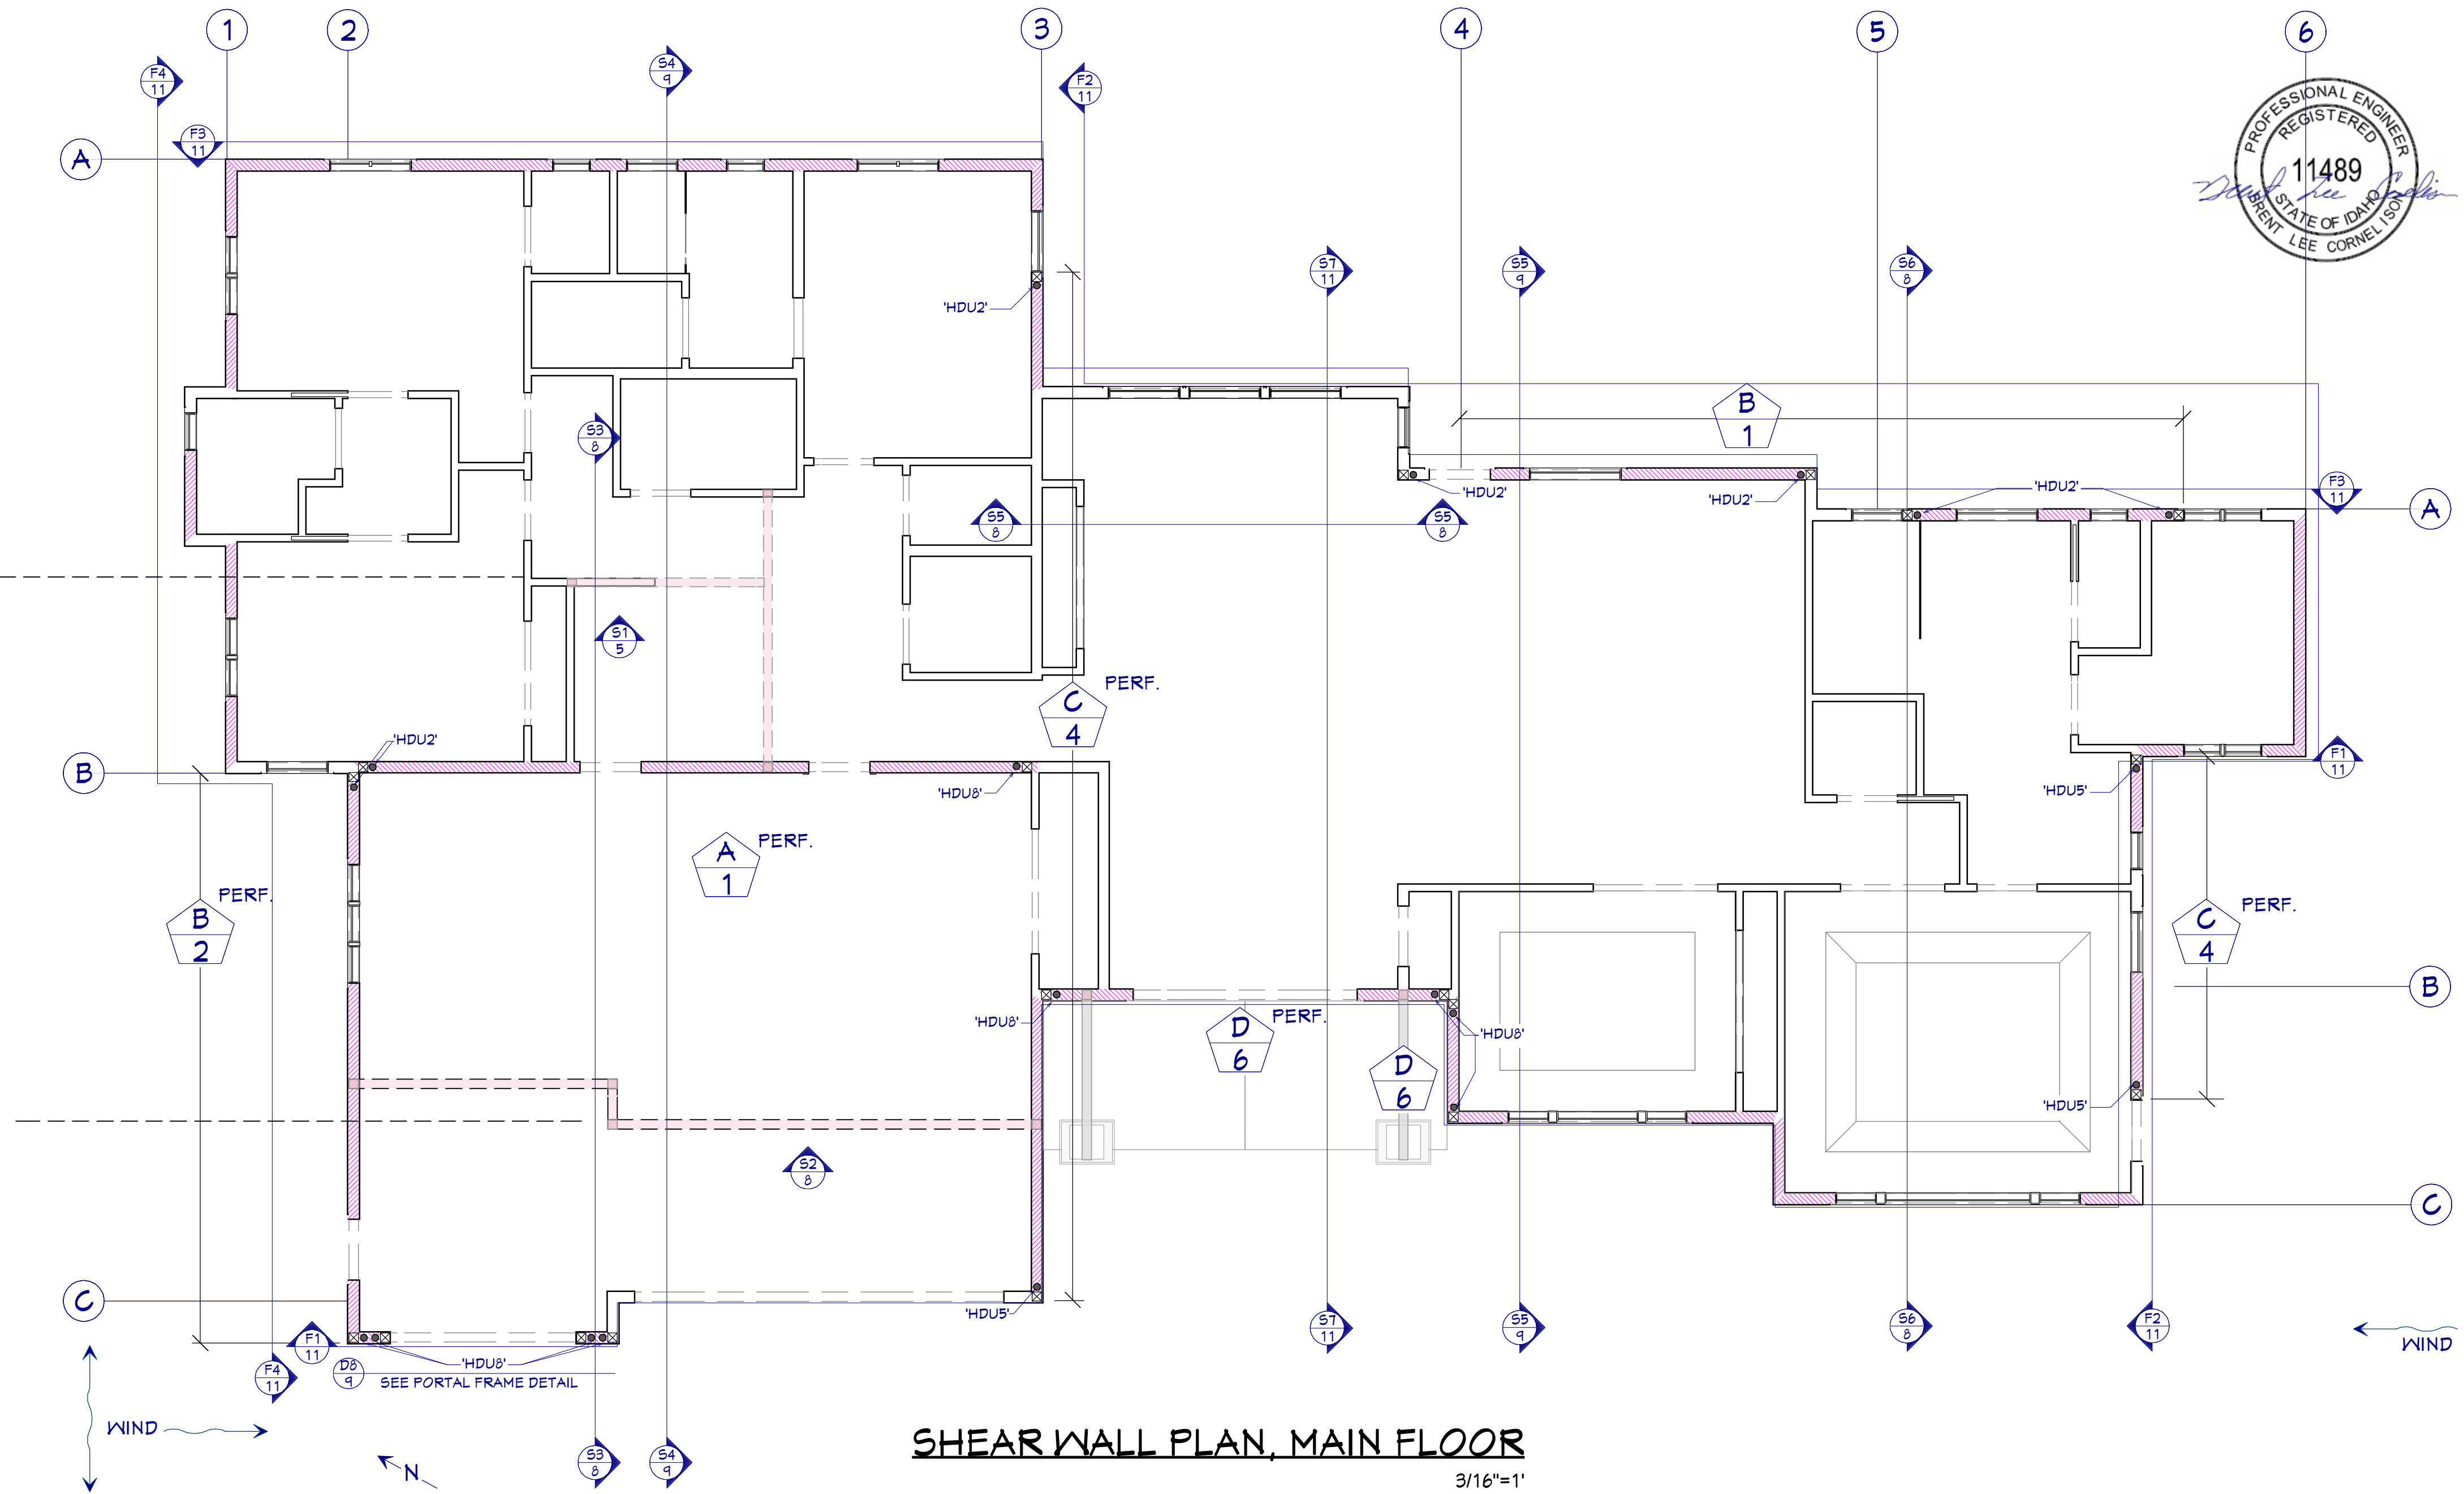 1
2
3
4
5
6
F4
11
S4
9
F2
11
F3
11
A
PROFESSIONAL ENGINEER
REGISTERED
11489
STATE OF IDAHO
BRENT LEE CORNELISON
S7
11
S5
9
S6
8
'HDU2'
B
1
S3
8
'HDU2'
'HDU2'
'HDU2'
F3
11
A
S5
8
S5
8
S1
5
PERF.
C
4
'HDU2'
B
'HDU8'
'HDU5'
F1
11
A
1
PERF.
PERF.
B
2
C
4
PERF.
B
'HDU8'
D
6
PERF.
'HDU8'
D
6
'HDU5'
S2
8
C
C
'HDU5'
F1
11
S7
11
S5
9
S6
8
F2
11
WIND
F4
11
D8
9
'HDU8'
SEE PORTAL FRAME DETAIL
WIND
N
S3
8
S4
9
SHEAR WALL PLAN, MAIN FLOOR
3/16"=1'